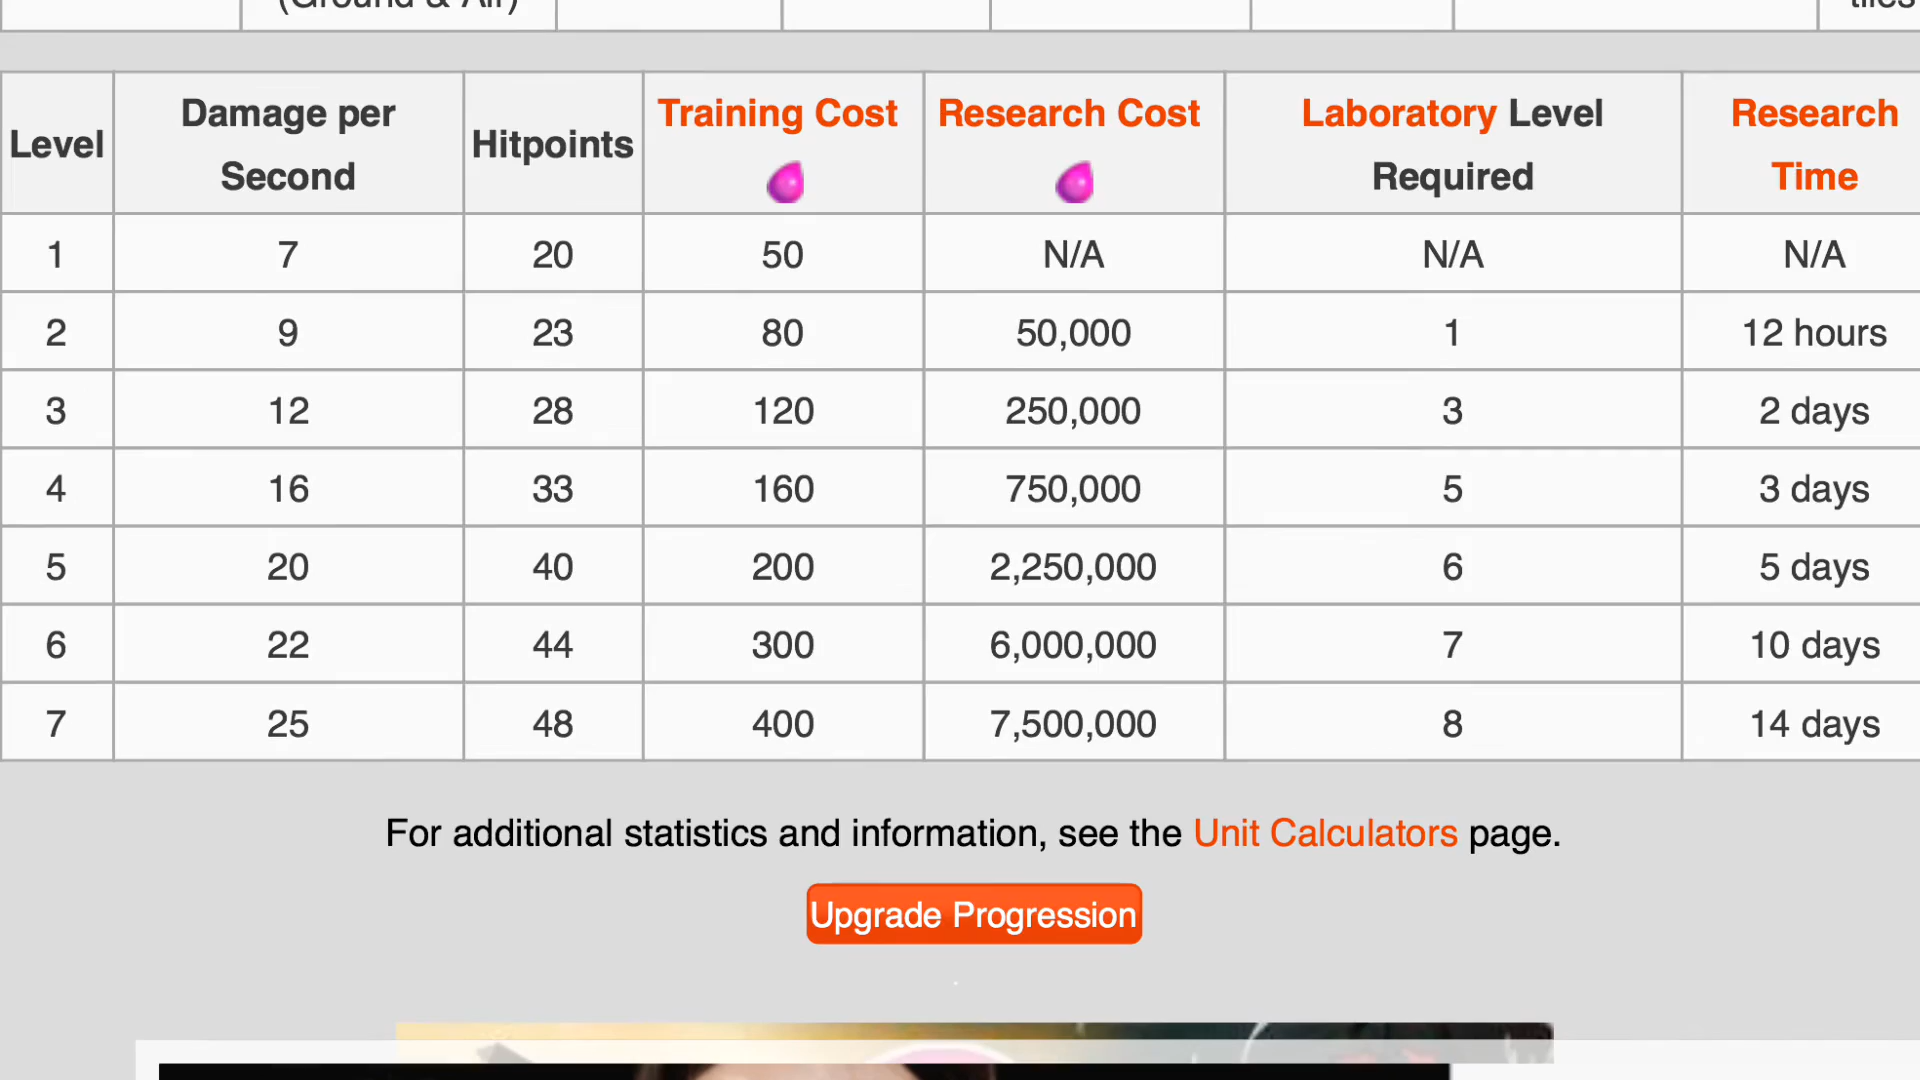 (Ground & Air)
tiles
Level Damage per Second Hitpoints Training Cost Research Cost Laboratory Level Required Research Time
1 7 20 50 N/A N/A N/A
2 9 23 80 50,000 1 12 hours
3 12 28 120 250,000 3 2 days
4 16 33 160 750,000 5 3 days
5 20 40 200 2,250,000 6 5 days
6 22 44 300 6,000,000 7 10 days
7 25 48 400 7,500,000 8 14 days
For additional statistics and information, see the Unit Calculators page.
Upgrade Progression